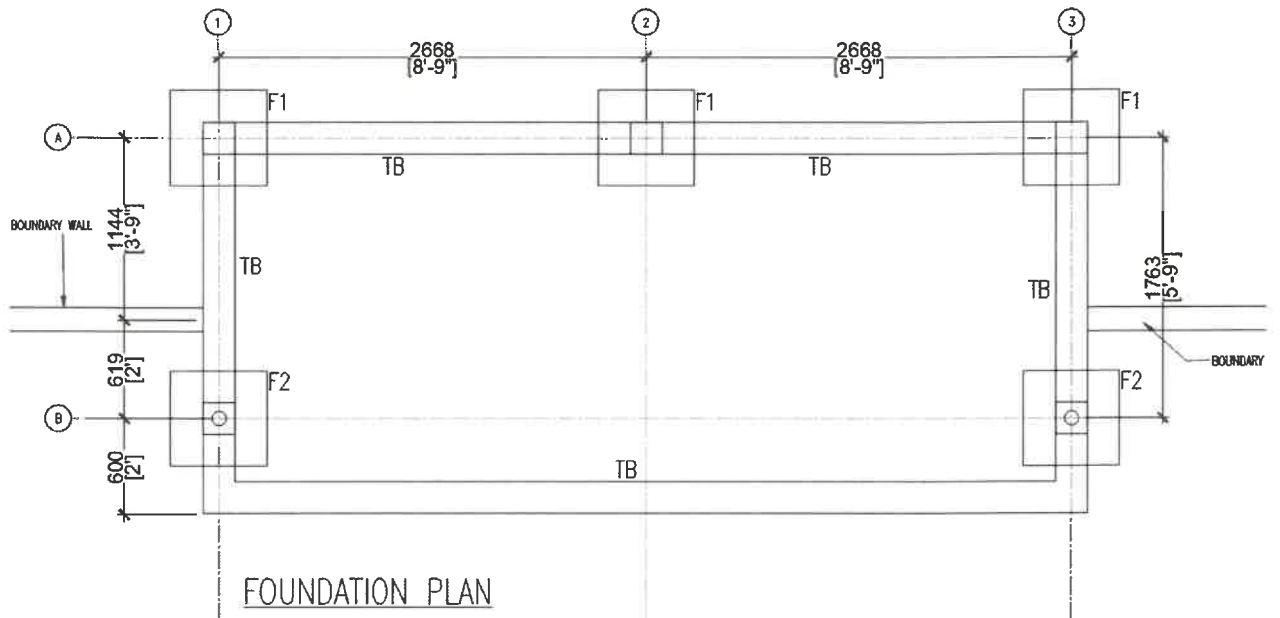 1
2
3
2668
[8'-9"]
2668
[8'-9"]
F1
F1
F1
A
TB
TB
1144
[3'-9"]
BOUNDARY WALL
TB
TB
1763
[5'-9"]
619
[2']
BOUNDARY
F2
F2
B
600
[2']
TB
FOUNDATION PLAN